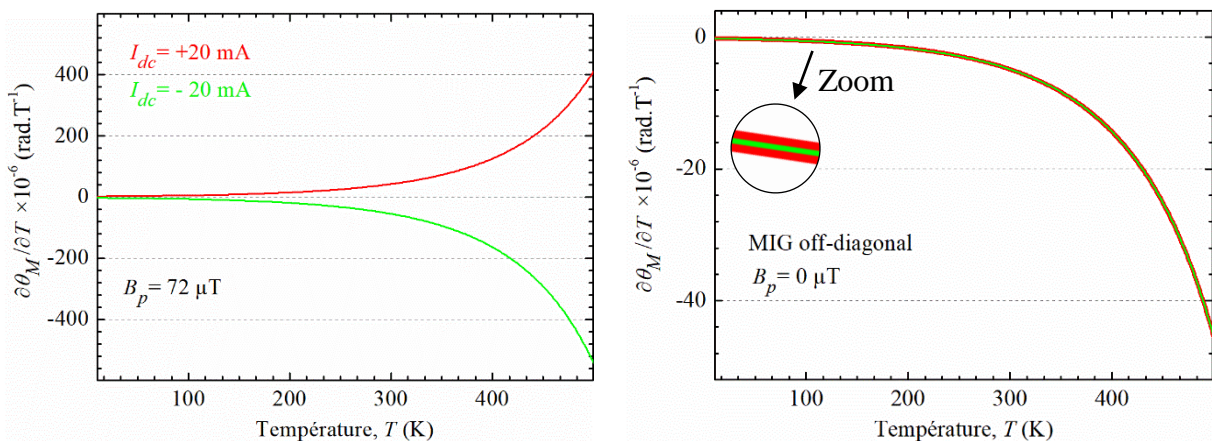 ∂θ_M/∂T ×10⁻⁶ (rad.T⁻¹)
I_dc= +20 mA
I_dc= - 20 mA
400
200
0
-200
-400
B_p= 72 µT
100
200
300
400
Température, T (K)
∂θ_M/∂T ×10⁻⁶ (rad.T⁻¹)
0
-20
-40
Zoom
MIG off-diagonal
B_p= 0 µT
100
200
300
400
Température, T (K)